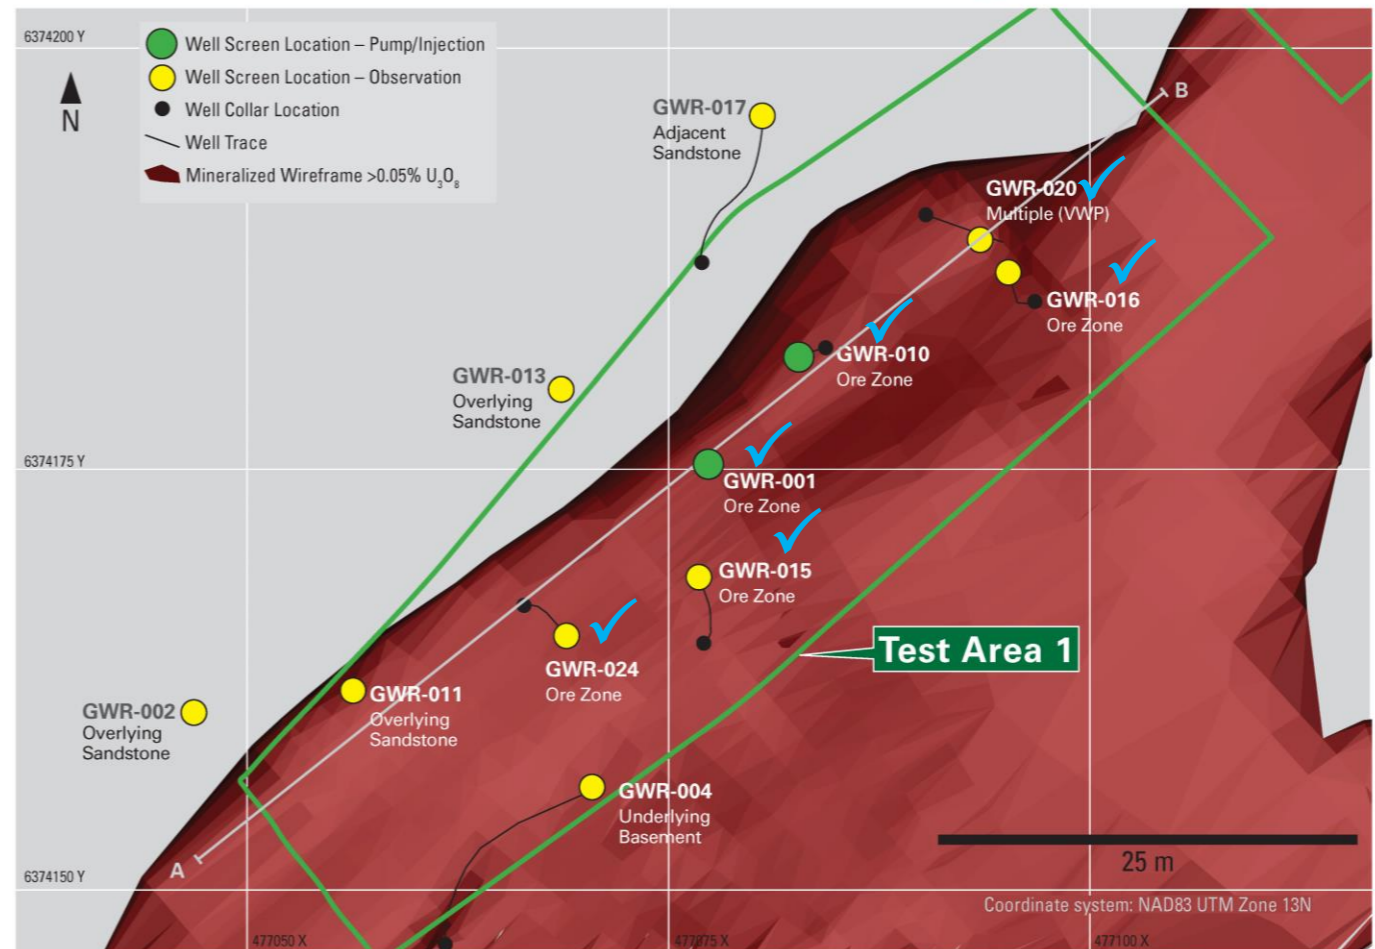 6374200 Y
Well Screen Location – Pump/Injection
Well Screen Location – Observation
Well Collar Location
Well Trace
Mineralized Wireframe >0.05% U₃O₈
N
GWR-017
Adjacent
Sandstone
B
GWR-020
Multiple (VWP)
GWR-016
Ore Zone
GWR-010
Ore Zone
GWR-013
Overlying
Sandstone
6374175 Y
GWR-001
Ore Zone
GWR-015
Ore Zone
Test Area 1
GWR-024
Ore Zone
GWR-011
Overlying
Sandstone
GWR-002
Overlying
Sandstone
GWR-004
Underlying
Basement
A
25 m
6374150 Y
Coordinate system: NAD83 UTM Zone 13N
477050 X
477075 X
477100 X